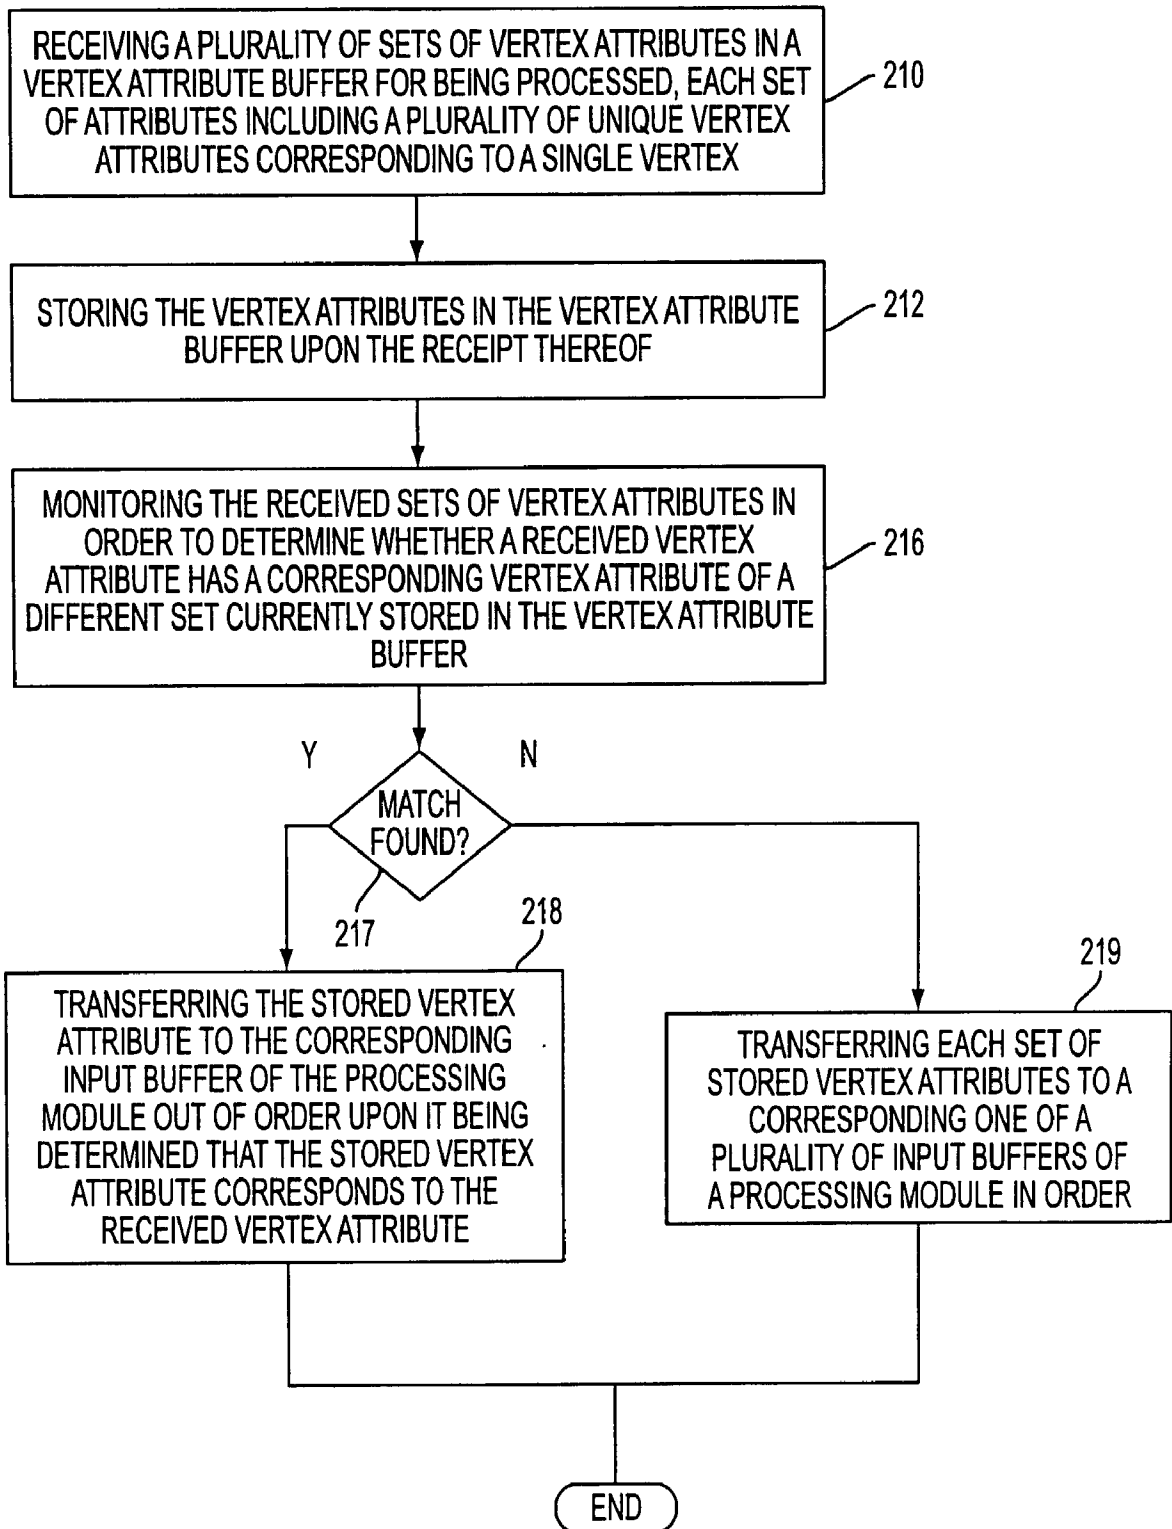 RECEIVING A PLURALITY OF SETS OF VERTEX ATTRIBUTES IN A
VERTEX ATTRIBUTE BUFFER FOR BEING PROCESSED, EACH SET
OF ATTRIBUTES INCLUDING A PLURALITY OF UNIQUE VERTEX
ATTRIBUTES CORRESPONDING TO A SINGLE VERTEX
210
STORING THE VERTEX ATTRIBUTES IN THE VERTEX ATTRIBUTE
BUFFER UPON THE RECEIPT THEREOF
212
MONITORING THE RECEIVED SETS OF VERTEX ATTRIBUTES IN
ORDER TO DETERMINE WHETHER A RECEIVED VERTEX
ATTRIBUTE HAS A CORRESPONDING VERTEX ATTRIBUTE OF A
DIFFERENT SET CURRENTLY STORED IN THE VERTEX ATTRIBUTE
BUFFER
216
Y
N
MATCH
FOUND?
217
218
TRANSFERRING THE STORED VERTEX
ATTRIBUTE TO THE CORRESPONDING
INPUT BUFFER OF THE PROCESSING
MODULE OUT OF ORDER UPON IT BEING
DETERMINED THAT THE STORED VERTEX
ATTRIBUTE CORRESPONDS TO THE
RECEIVED VERTEX ATTRIBUTE
219
TRANSFERRING EACH SET OF
STORED VERTEX ATTRIBUTES TO A
CORRESPONDING ONE OF A
PLURALITY OF INPUT BUFFERS OF
A PROCESSING MODULE IN ORDER
END